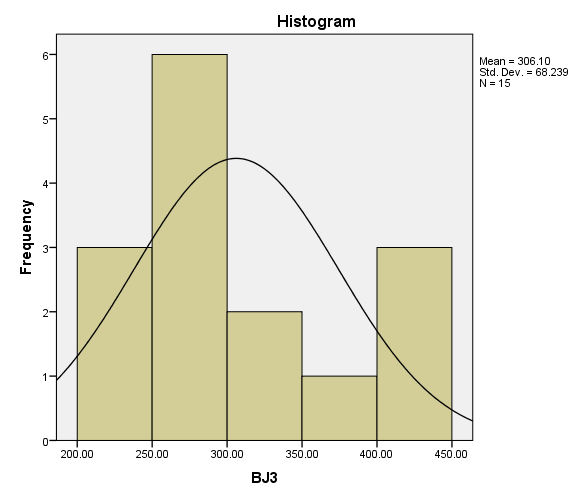 Histogram
Mean = 306.10
Std. Dev. = 68.239
N = 15
Frequency
6
5
4
3
2
1
0
200.00 250.00 300.00 350.00 400.00 450.00
BJ3